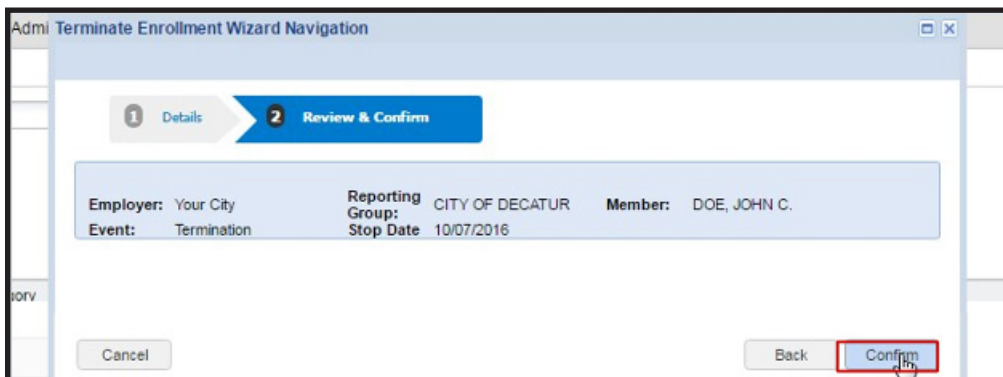 Admi Terminate Enrollment Wizard Navigation
1 Details 2 Review & Confirm
Employer: Your City Reporting Group: CITY OF DECATUR Member: DOE, JOHN C.
Event: Termination Stop Date 10/07/2016
ory
Cancel Back Confirm